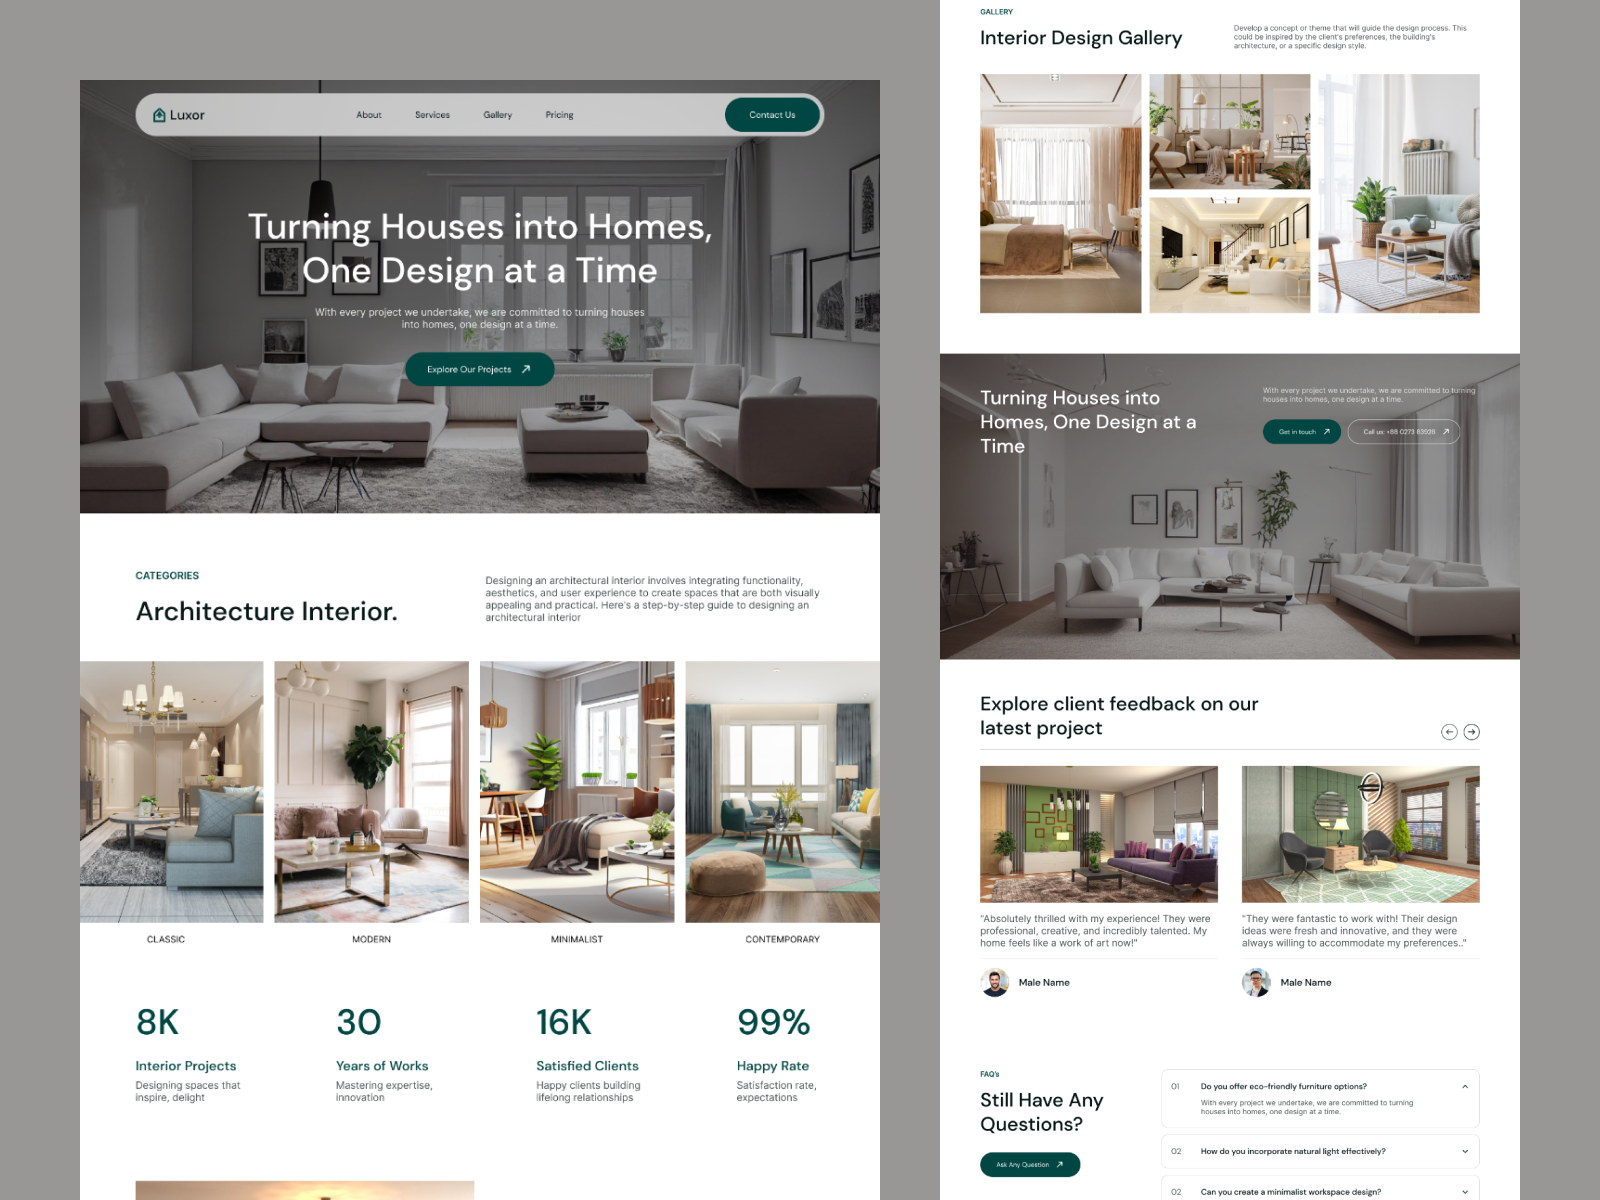 Luxor
About
Services
Gallery
Pricing
Contact Us
Turning Houses into Homes,
One Design at a Time
With every project we undertake, we are committed to turning houses
into homes, one design at a time.
Explore Our Projects
CATEGORIES
Architecture Interior.
Designing an architectural interior involves integrating functionality,
aesthetics, and user experience to create spaces that are both visually
appealing and practical. Here's a step-by-step guide to designing an
architectural interior
CLASSIC
MODERN
MINIMALIST
CONTEMPORARY
8K
Interior Projects
Designing spaces that
inspire, delight
30
Years of Works
Mastering expertise,
innovation
16K
Satisfied Clients
Happy clients building
lifelong relationships
99%
Happy Rate
Satisfaction rate,
expectations
GALLERY
Interior Design Gallery
Develop a concept or theme that will guide the design process. This
could be inspired by the client's preferences, the building's
architecture, or a specific design style.
Turning Houses into
Homes, One Design at a
Time
With every project we undertake, we are committed to turning
houses into homes, one design at a time.
Get in touch
Call us: +88 0273 83928
Explore client feedback on our
latest project
"Absolutely thrilled with my experience! They were
professional, creative, and incredibly talented. My
home feels like a work of art now!"
Male Name
"They were fantastic to work with! Their design
ideas were fresh and innovative, and they were
always willing to accommodate my preferences.."
Male Name
FAQ's
Still Have Any
Questions?
Ask Any Question
01 Do you offer eco-friendly furniture options?
With every project we undertake, we are committed to turning
houses into homes, one design at a time.
02 How do you incorporate natural light effectively?
02 Can you create a minimalist workspace design?